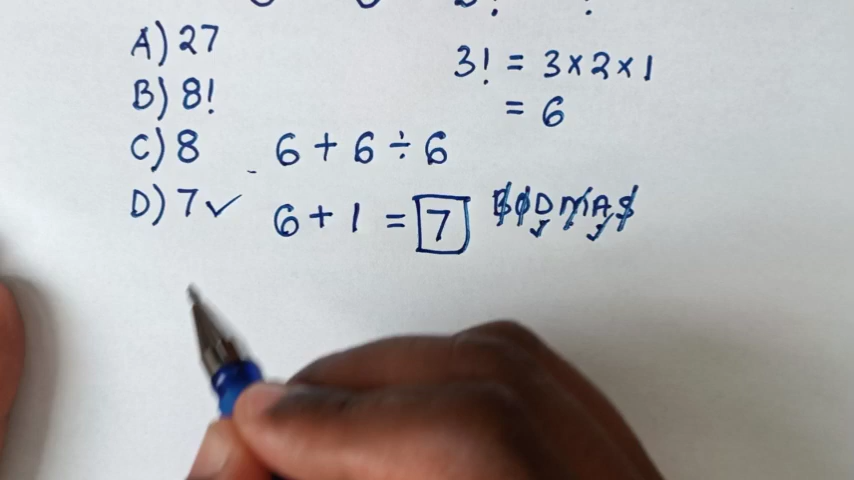 A) 27
3! = 3×2×1
B) 8!
= 6
C) 8
6 + 6 ÷ 6
D) 7 ✓
6 + 1 = 7
BODMAS